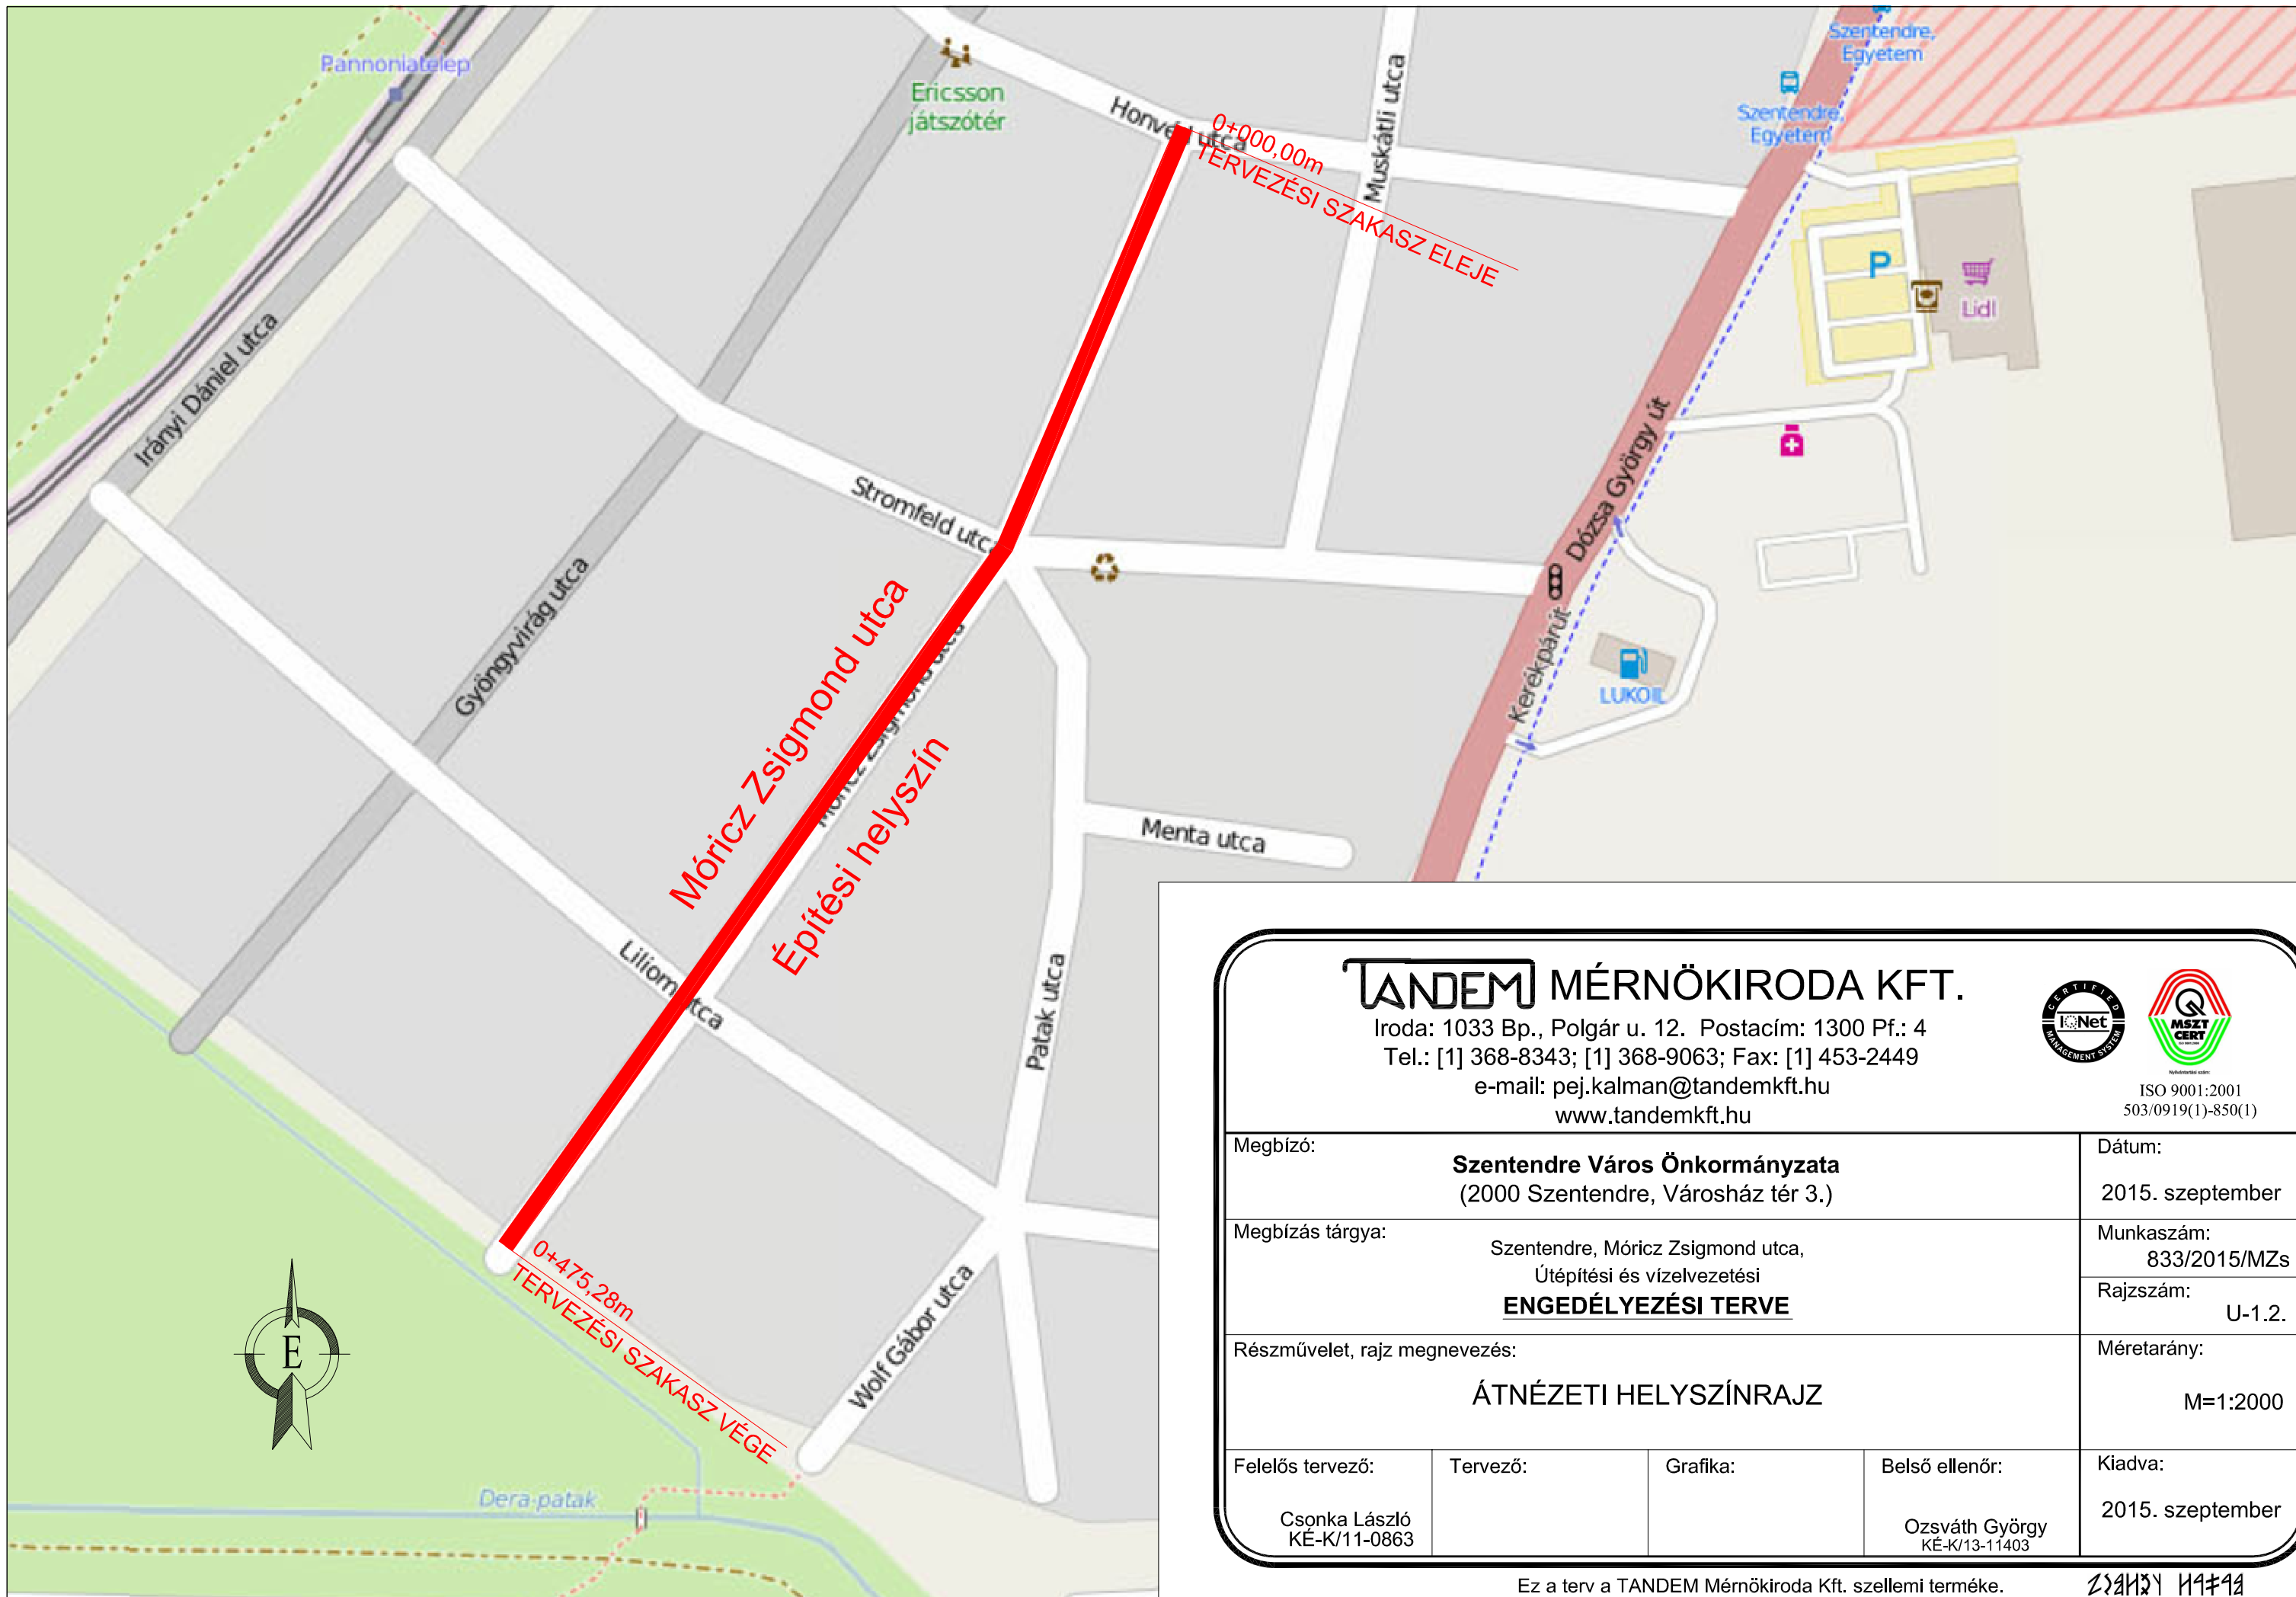 Pannoniatelep
Ericsson
játszótér
Szentendre,
Egyetem
Szentendre,
Egyetem
Honvéd utca
0+000,00m
TERVEZÉSI SZAKASZ ELEJE
Muskátli utca
P
Lidl
Irányi Dániel utca
Stromfeld utca
Dózsa György út
Gyöngyvirág utca
Móricz Zsigmond utca
Móricz Zsigmond utca
Építési helyszín
Kerékpárút
LUKOIL
Menta utca
Liliom utca
Patak utca
0+475,28m
TERVEZÉSI SZAKASZ VÉGE
Wolf Gábor utca
É
Dera-patak
TANDEM MÉRNÖKIRODA KFT.
Iroda: 1033 Bp., Polgár u. 12. Postacím: 1300 Pf.: 4
Tel.: [1] 368-8343; [1] 368-9063; Fax: [1] 453-2449
e-mail: pej.kalman@tandemkft.hu
www.tandemkft.hu
CERTIFIED
IQNet
MANAGEMENT SYSTEM
Q
MSZT
CERT
ISO 9001:2001
503/0919(1)-850(1)
Megbízó:
Szentendre Város Önkormányzata
(2000 Szentendre, Városház tér 3.)
Dátum:
2015. szeptember
Megbízás tárgya:
Szentendre, Móricz Zsigmond utca,
Útépítési és vízelvezetési
ENGEDÉLYEZÉSI TERVE
Munkaszám:
833/2015/MZs
Rajzszám:
U-1.2.
Részművelet, rajz megnevezés:
ÁTNÉZETI HELYSZÍNRAJZ
Méretarány:
M=1:2000
Felelős tervező:
Csonka László
KÉ-K/11-0863
Tervező:
Grafika:
Belső ellenőr:
Ozsváth György
KÉ-K/13-11403
Kiadva:
2015. szeptember
Ez a terv a TANDEM Mérnökiroda Kft. szellemi terméke.